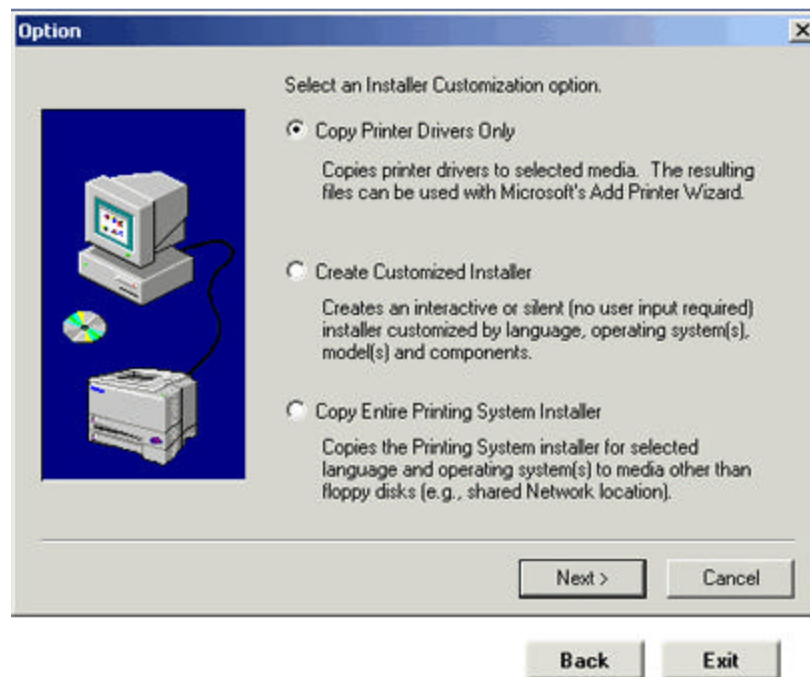 Option
Select an Installer Customization option.
Copy Printer Drivers Only
Copies printer drivers to selected media. The resulting
files can be used with Microsoft's Add Printer Wizard.
Create Customized Installer
Creates an interactive or silent (no user input required)
installer customized by language, operating system(s),
model(s) and components.
Copy Entire Printing System Installer
Copies the Printing System installer for selected
language and operating system(s) to media other than
floppy disks (e.g., shared Network location).
Next > Cancel
Back Exit